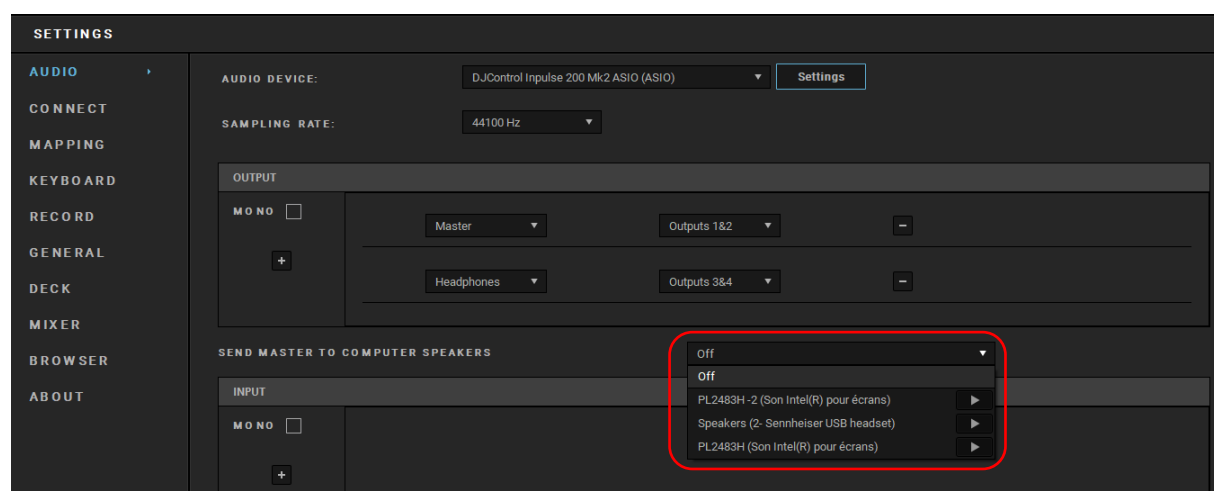 SETTINGS
AUDIO
CONNECT
MAPPING
KEYBOARD
RECORD
GENERAL
DECK
MIXER
BROWSER
ABOUT
AUDIO DEVICE: DJControl Inpulse 200 Mk2 ASIO (ASIO) Settings
SAMPLING RATE: 44100 Hz
OUTPUT
MONO
+
Master Outputs 1&2 −
Headphones Outputs 3&4 −
SEND MASTER TO COMPUTER SPEAKERS Off
Off
PL2483H -2 (Son Intel(R) pour écrans)
Speakers (2- Sennheiser USB headset)
PL2483H (Son Intel(R) pour écrans)
INPUT
MONO
+